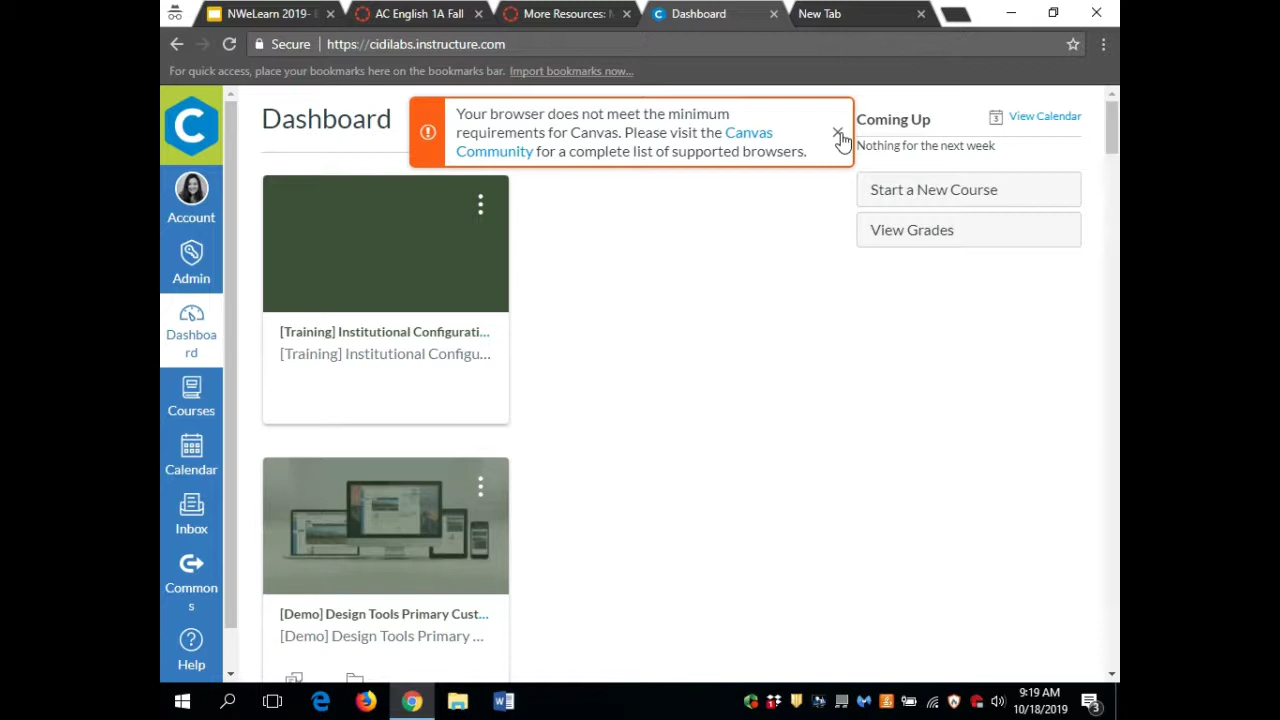 NWeLearn 2019-
AC English 1A Fall
More Resources:
Dashboard
New Tab
Secure
https://cidilabs.instructure.com
For quick access, place your bookmarks here on the bookmarks bar. Import bookmarks now...
C
Account
Admin
Dashboa
rd
Courses
Calendar
Inbox
Common
s
Help
Dashboard
Your browser does not meet the minimum
requirements for Canvas. Please visit the Canvas
Community for a complete list of supported browsers.
Coming Up
3
View Calendar
Nothing for the next week
Start a New Course
View Grades
[Training] Institutional Configurati...
[Training] Institutional Configu...
[Demo] Design Tools Primary Cust...
[Demo] Design Tools Primary ...
9:19 AM
10/18/2019
3